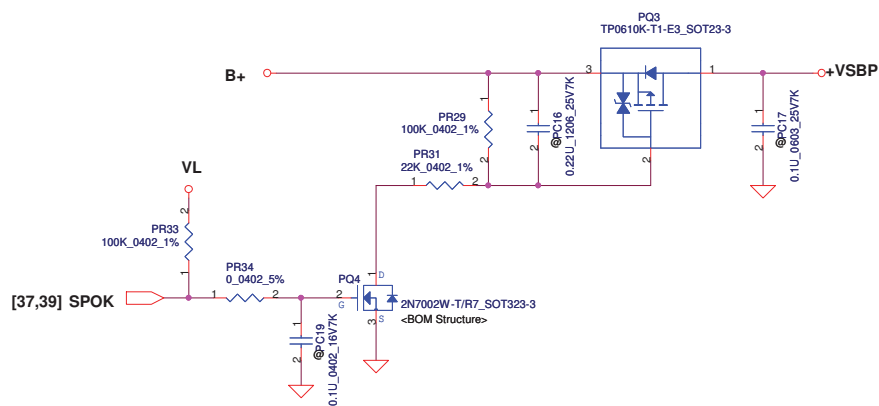 PQ3
TP0610K-T1-E3_SOT23-3
B+
3
1
+VSBP
1
PR29
100K_0402_1%
2
1
2
@PC16
0.22U_1206_25V7K
2
1
2
@PC17
0.1U_0603_25V7K
PR31
22K_0402_1%
1
2
VL
2
PR33
100K_0402_1%
1
PR34
0_0402_5%
[37,39] SPOK
1
2
PQ4
2
G
1
D
3
S
2N7002W-T/R7_SOT323-3
<BOM Structure>
1
2
@PC19
0.1U_0402_16V7K